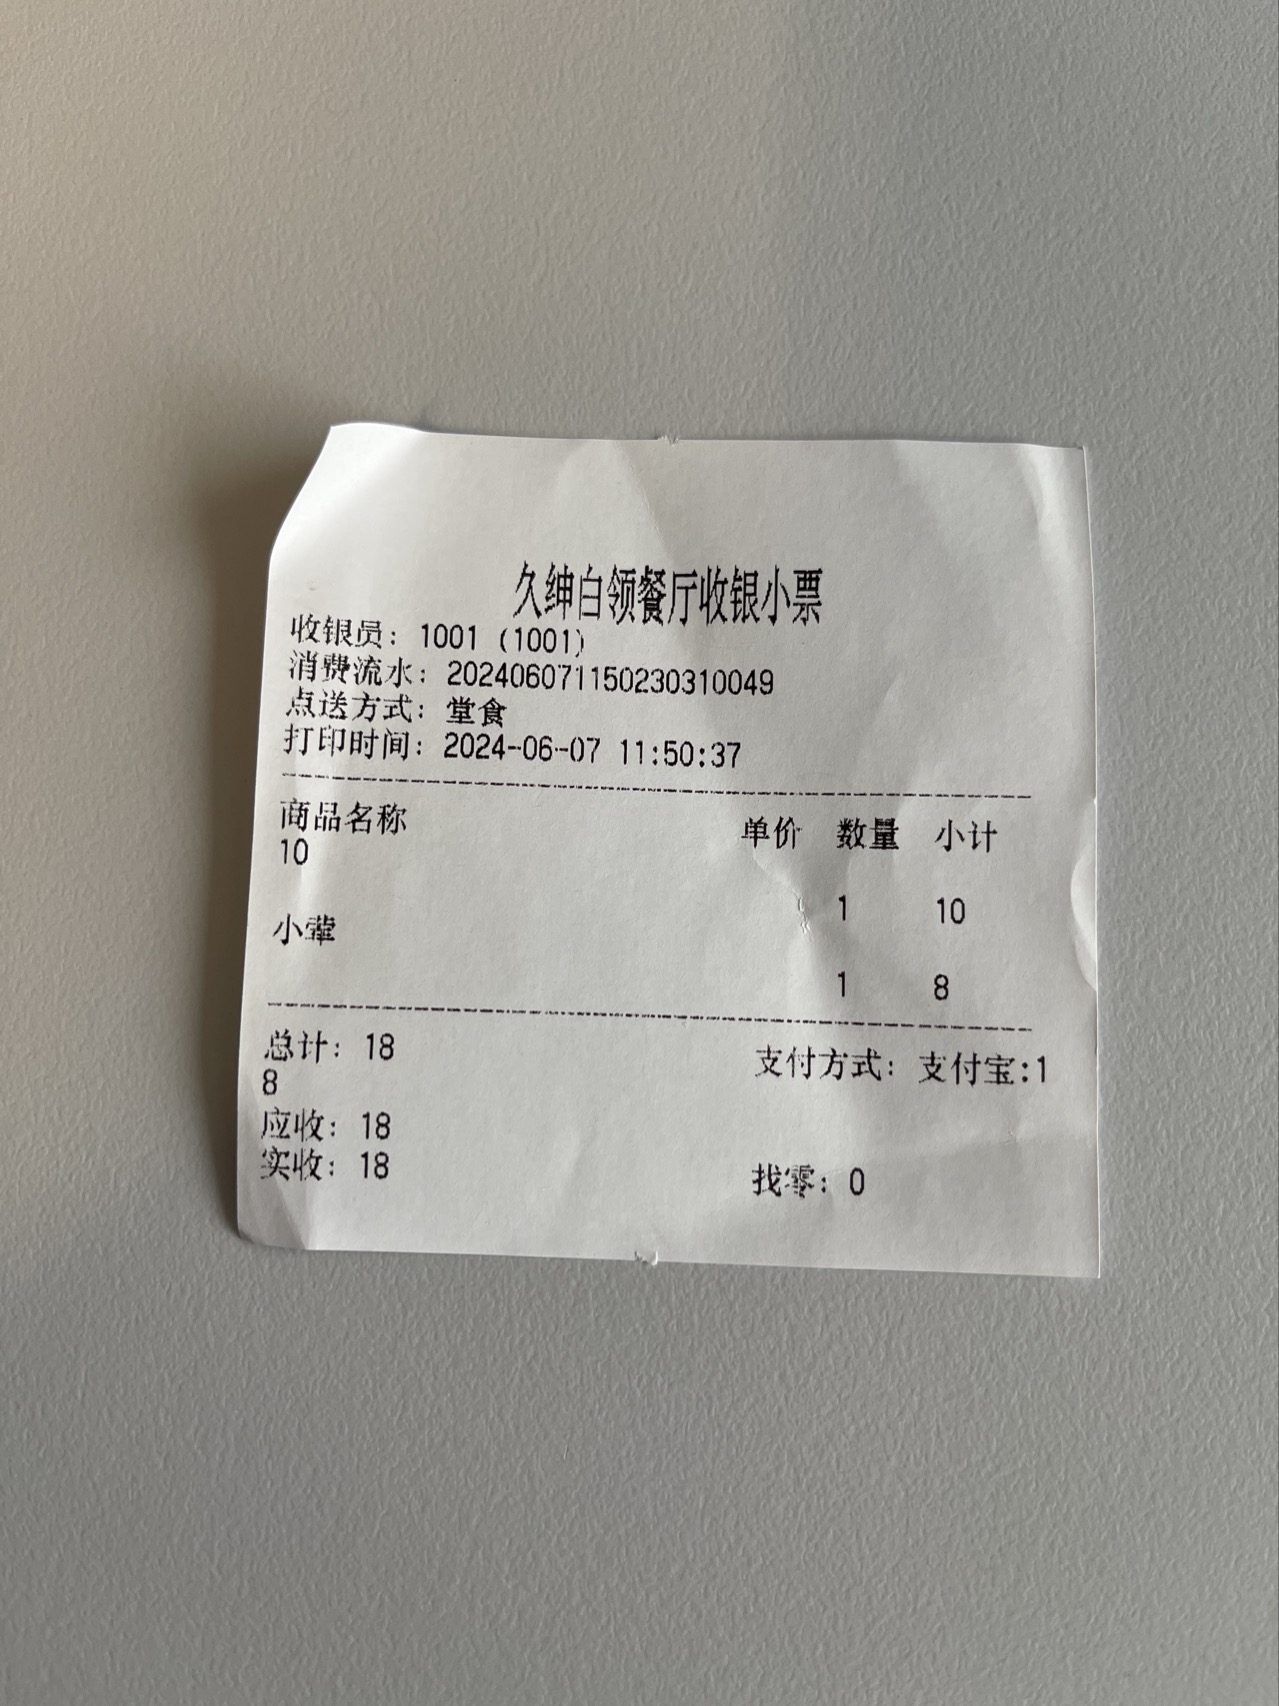 久绅白领餐厅收银小票
收银员：1001 (1001)
消费流水：202406071150230310049
点送方式：堂食
打印时间：2024-06-07 11:50:37
商品名称 单价 数量 小计
10
1 10
小荤
1 8
总计：18 支付方式：支付宝:1
8
应收：18
实收：18 找零：0